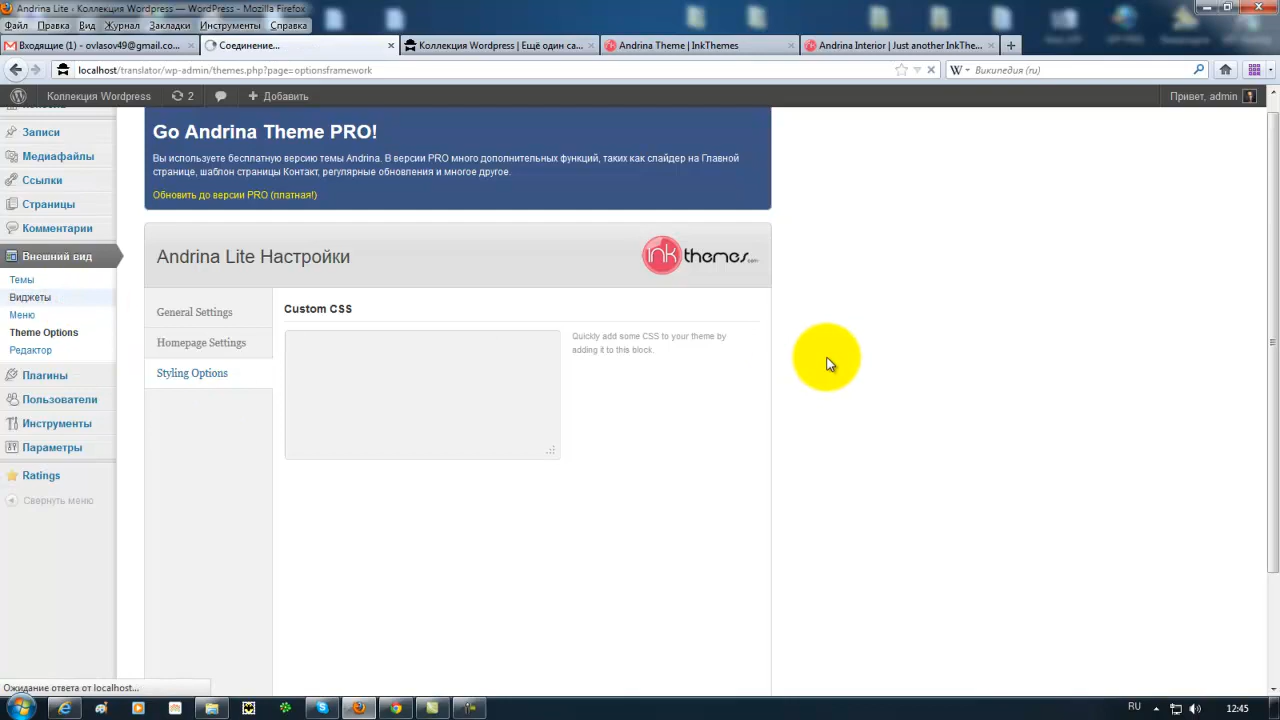 Andrina Lite ‹ Коллекция Wordpress — WordPress - Mozilla Firefox
Файл Правка Вид Журнал Закладки Инструменты Справка
Входящие (1) - ovlasov49@gmail.co...
Соединение...
Коллекция Wordpress | Ещё один са...
Andrina Theme | InkThemes
Andrina Interior | Just another InkThe...
localhost/translator/wp-admin/themes.php?page=optionsframework
Википедия (ru)
Коллекция Wordpress 2 Добавить
Привет, admin
Записи
Медиафайлы
Ссылки
Страницы
Комментарии
Внешний вид
Темы
Виджеты
Меню
Theme Options
Редактор
Плагины
Пользователи
Инструменты
Параметры
Ratings
Свернуть меню
Go Andrina Theme PRO!
Вы используете бесплатную версию темы Andrina. В версии PRO много дополнительных функций, таких как слайдер на Главной
странице, шаблон страницы Контакт, регулярные обновления и многое другое.
Обновить до версии PRO (платная!)
Andrina Lite Настройки
inkthemes.com
General Settings
Homepage Settings
Styling Options
Custom CSS
Quickly add some CSS to your theme by
adding it to this block.
Ожидание ответа от localhost...
RU
12:45